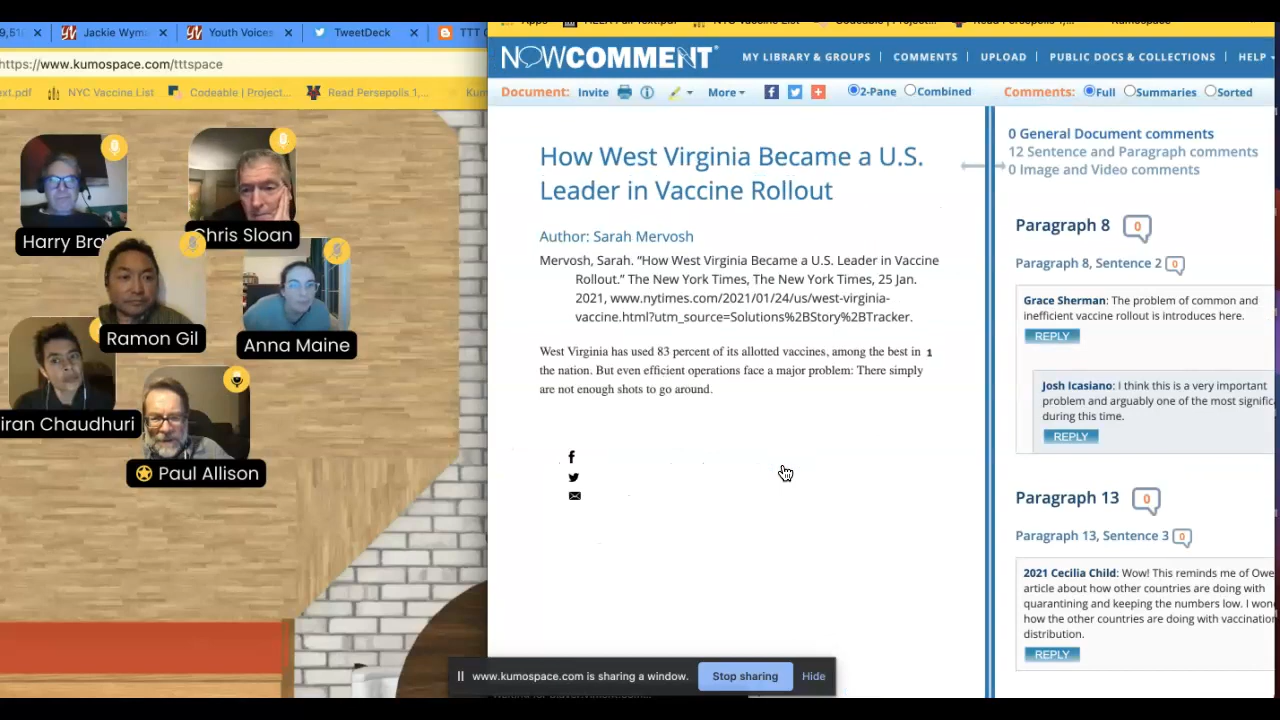 Jackie Wyma
Youth Voices
TweetDeck
TTT
https://www.kumospace.com/tttspace
ext.pdf
NYC Vaccine List
Codeable | Project...
Read Persepolis 1,...
Harry Bra
Chris Sloan
Ramon Gil
Anna Maine
iran Chaudhuri
Paul Allison
NOWCOMMENT®
MY LIBRARY & GROUPS | COMMENTS | UPLOAD | PUBLIC DOCS & COLLECTIONS | HELP
Document: Invite More 2-Pane Combined
Comments: Full Summaries Sorted
How West Virginia Became a U.S.
Leader in Vaccine Rollout
Author: Sarah Mervosh
Mervosh, Sarah. “How West Virginia Became a U.S. Leader in Vaccine
Rollout.” The New York Times, The New York Times, 25 Jan.
2021, www.nytimes.com/2021/01/24/us/west-virginia-
vaccine.html?utm_source=Solutions%2BStory%2BTracker.
West Virginia has used 83 percent of its allotted vaccines, among the best in 1
the nation. But even efficient operations face a major problem: There simply
are not enough shots to go around.
0 General Document comments
12 Sentence and Paragraph comments
0 Image and Video comments
Paragraph 8 0
Paragraph 8, Sentence 2 0
Grace Sherman: The problem of common and
inefficient vaccine rollout is introduces here.
REPLY
Josh Icasiano: I think this is a very important
problem and arguably one of the most signific
during this time.
REPLY
Paragraph 13 0
Paragraph 13, Sentence 3 0
2021 Cecilia Child: Wow! This reminds me of Owe
article about how other countries are doing with
quarantining and keeping the numbers low. I won
how the other countries are doing with vaccination
distribution.
REPLY
www.kumospace.com is sharing a window.
Stop sharing
Hide